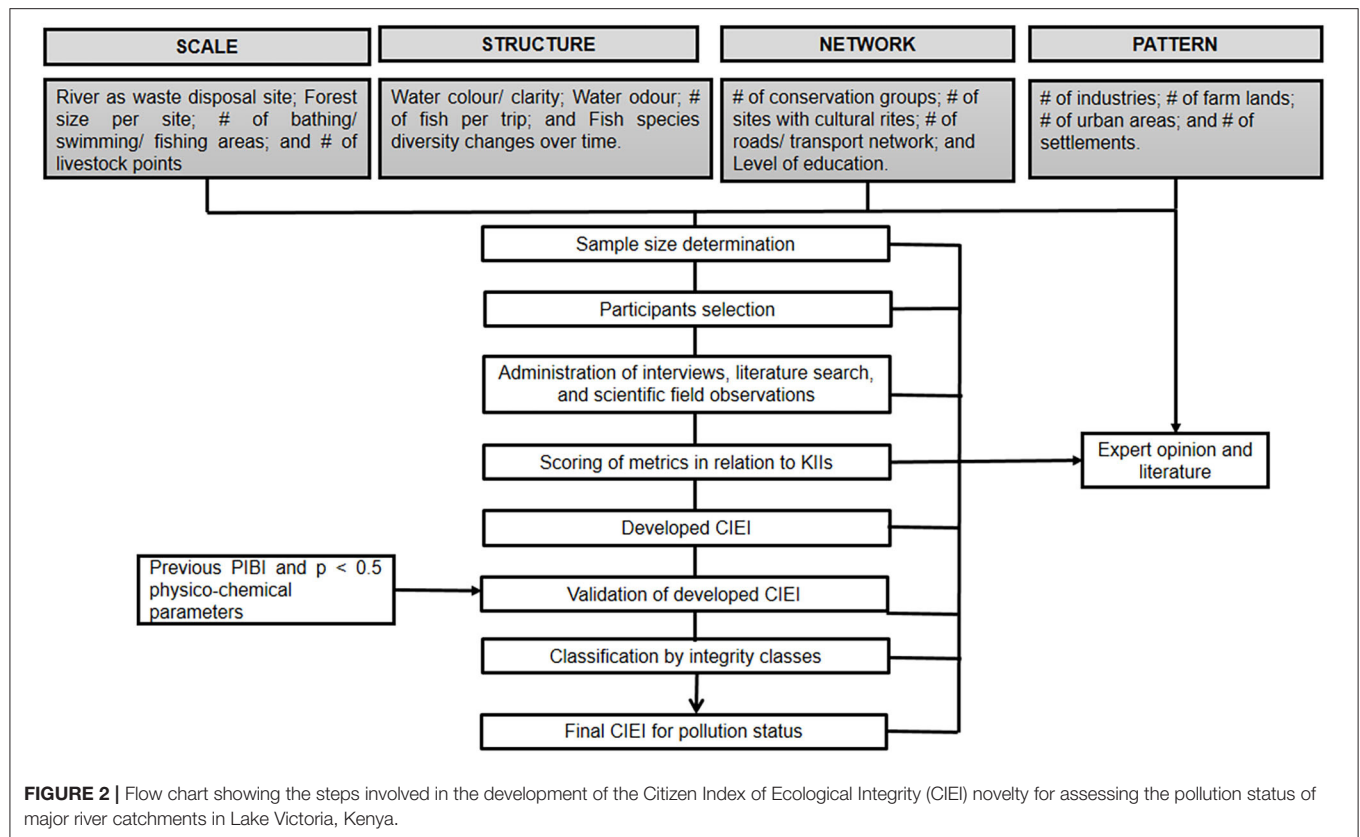 SCALE
STRUCTURE
NETWORK
PATTERN
River as waste disposal site; Forest
size per site; # of bathing/
swimming/ fishing areas; and # of
livestock points
Water colour/ clarity; Water odour; #
of fish per trip; and Fish species
diversity changes over time.
# of conservation groups; # of
sites with cultural rites; # of
roads/ transport network; and
Level of education.
# of industries; # of farm lands;
# of urban areas; and # of
settlements.
Sample size determination
Participants selection
Administration of interviews, literature search,
and scientific field observations
Scoring of metrics in relation to KIIs
Expert opinion and
literature
Developed CIEI
Previous PIBI and p < 0.5
physico-chemical
parameters
Validation of developed CIEI
Classification by integrity classes
Final CIEI for pollution status
FIGURE 2 | Flow chart showing the steps involved in the development of the Citizen Index of Ecological Integrity (CIEI) novelty for assessing the pollution status of
major river catchments in Lake Victoria, Kenya.